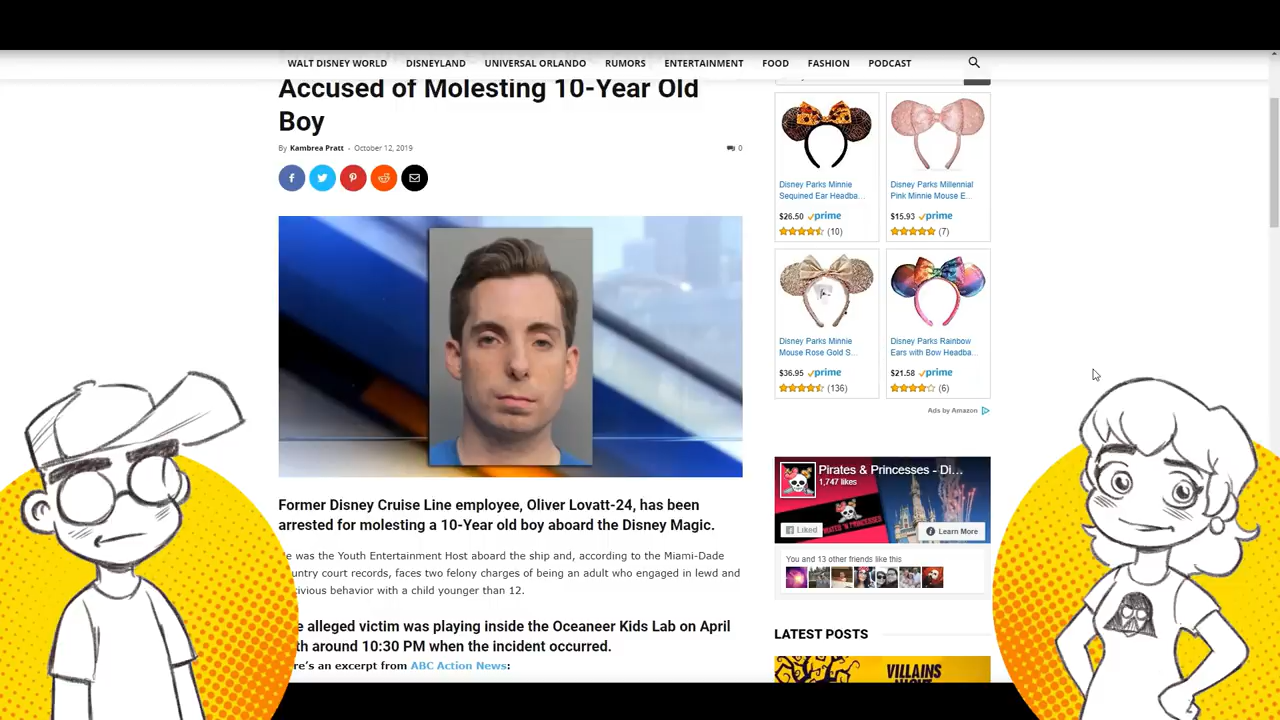 WALT DISNEY WORLD DISNEYLAND UNIVERSAL ORLANDO RUMORS ENTERTAINMENT FOOD FASHION PODCAST
Accused of Molesting 10-Year Old
Boy
By Kambrea Pratt - October 12, 2019
0
Former Disney Cruise Line employee, Oliver Lovatt-24, has been
arrested for molesting a 10-Year old boy aboard the Disney Magic.
e was the Youth Entertainment Host aboard the ship and, according to the Miami-Dade
untry court records, faces two felony charges of being an adult who engaged in lewd and
ivious behavior with a child younger than 12.
e alleged victim was playing inside the Oceaneer Kids Lab on April
th around 10:30 PM when the incident occurred.
re's an excerpt from ABC Action News:
Disney Parks Minnie
Sequined Ear Headba...
$26.50 prime
(10)
Disney Parks Millennial
Pink Minnie Mouse E...
$15.93 prime
(7)
Disney Parks Minnie
Mouse Rose Gold S...
$36.95 prime
(136)
Disney Parks Rainbow
Ears with Bow Headba...
$21.58 prime
(6)
Ads by Amazon
Pirates & Princesses - Di...
1,747 likes
Liked
Learn More
You and 13 other friends like this
LATEST POSTS
VILLAINS